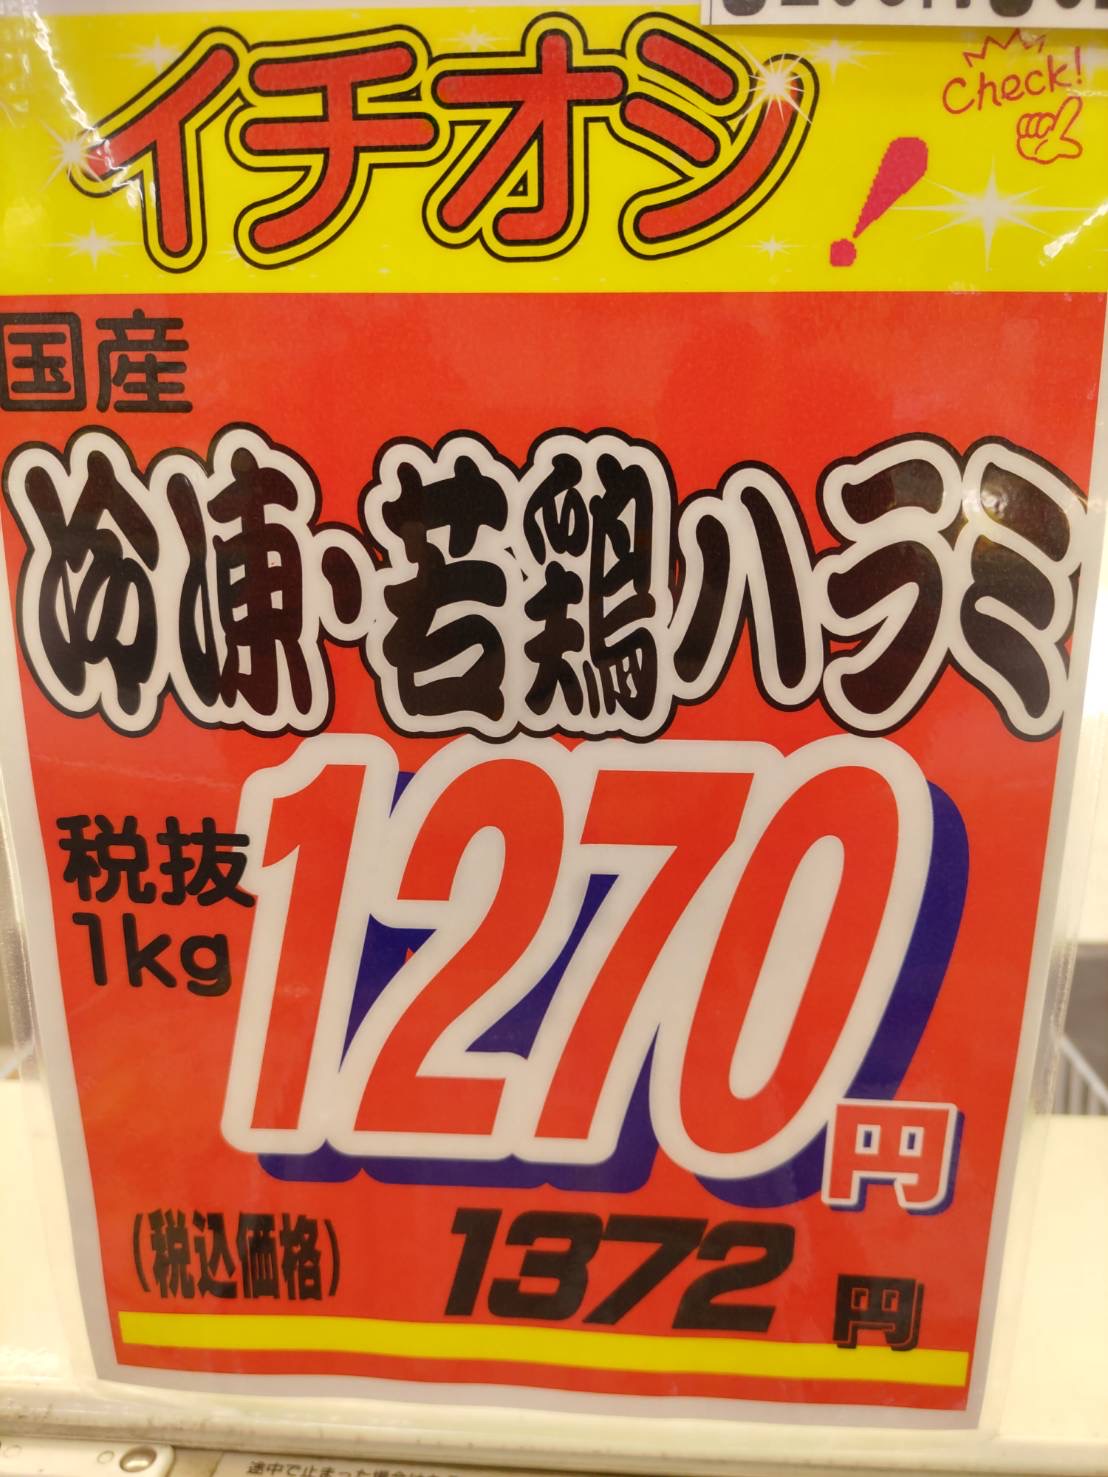 イチオシ!
Check!
国産
冷凍・若鶏ハラミ
税抜
1kg
1270円
(税込価格) 1372円